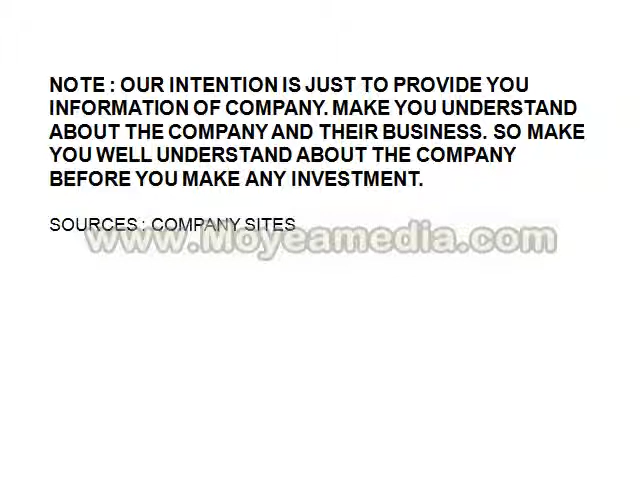 NOTE : OUR INTENTION IS JUST TO PROVIDE YOU
INFORMATION OF COMPANY. MAKE YOU UNDERSTAND
ABOUT THE COMPANY AND THEIR BUSINESS. SO MAKE
YOU WELL UNDERSTAND ABOUT THE COMPANY
BEFORE YOU MAKE ANY INVESTMENT.
SOURCES : COMPANY SITES
www.Moyeamedia.com